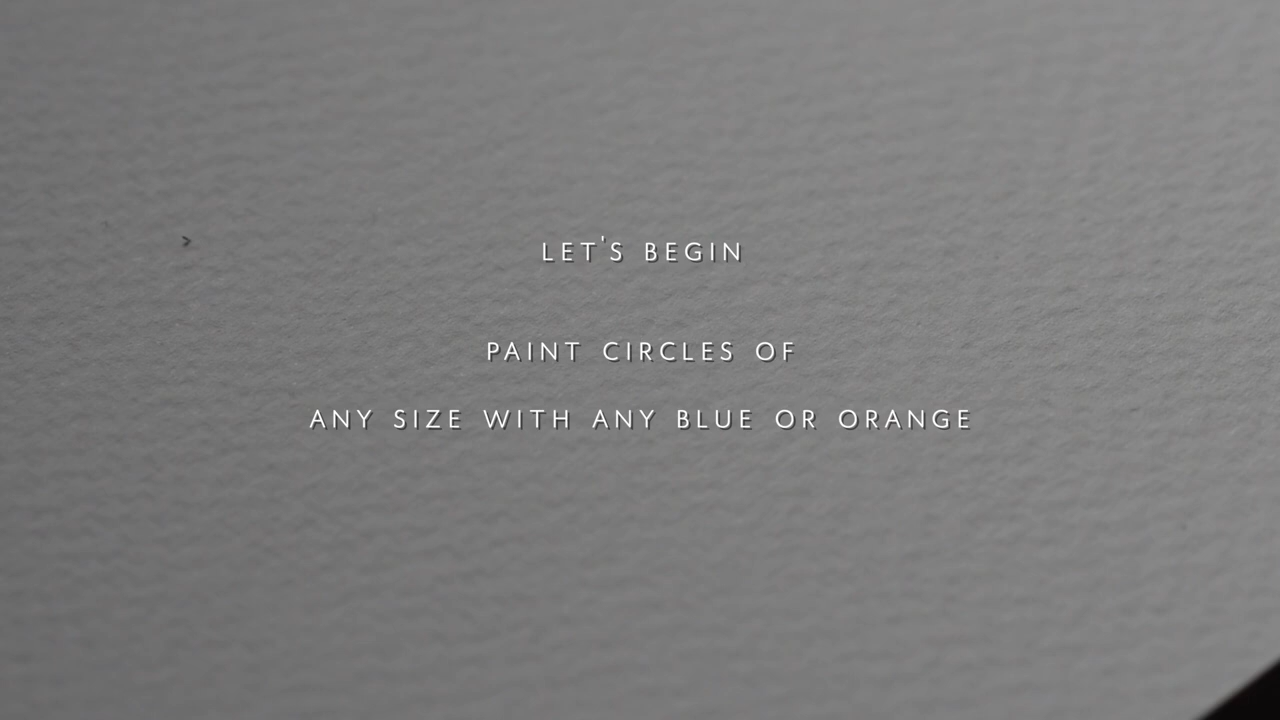 LET'S BEGIN
PAINT CIRCLES OF
ANY SIZE WITH ANY BLUE OR ORANGE